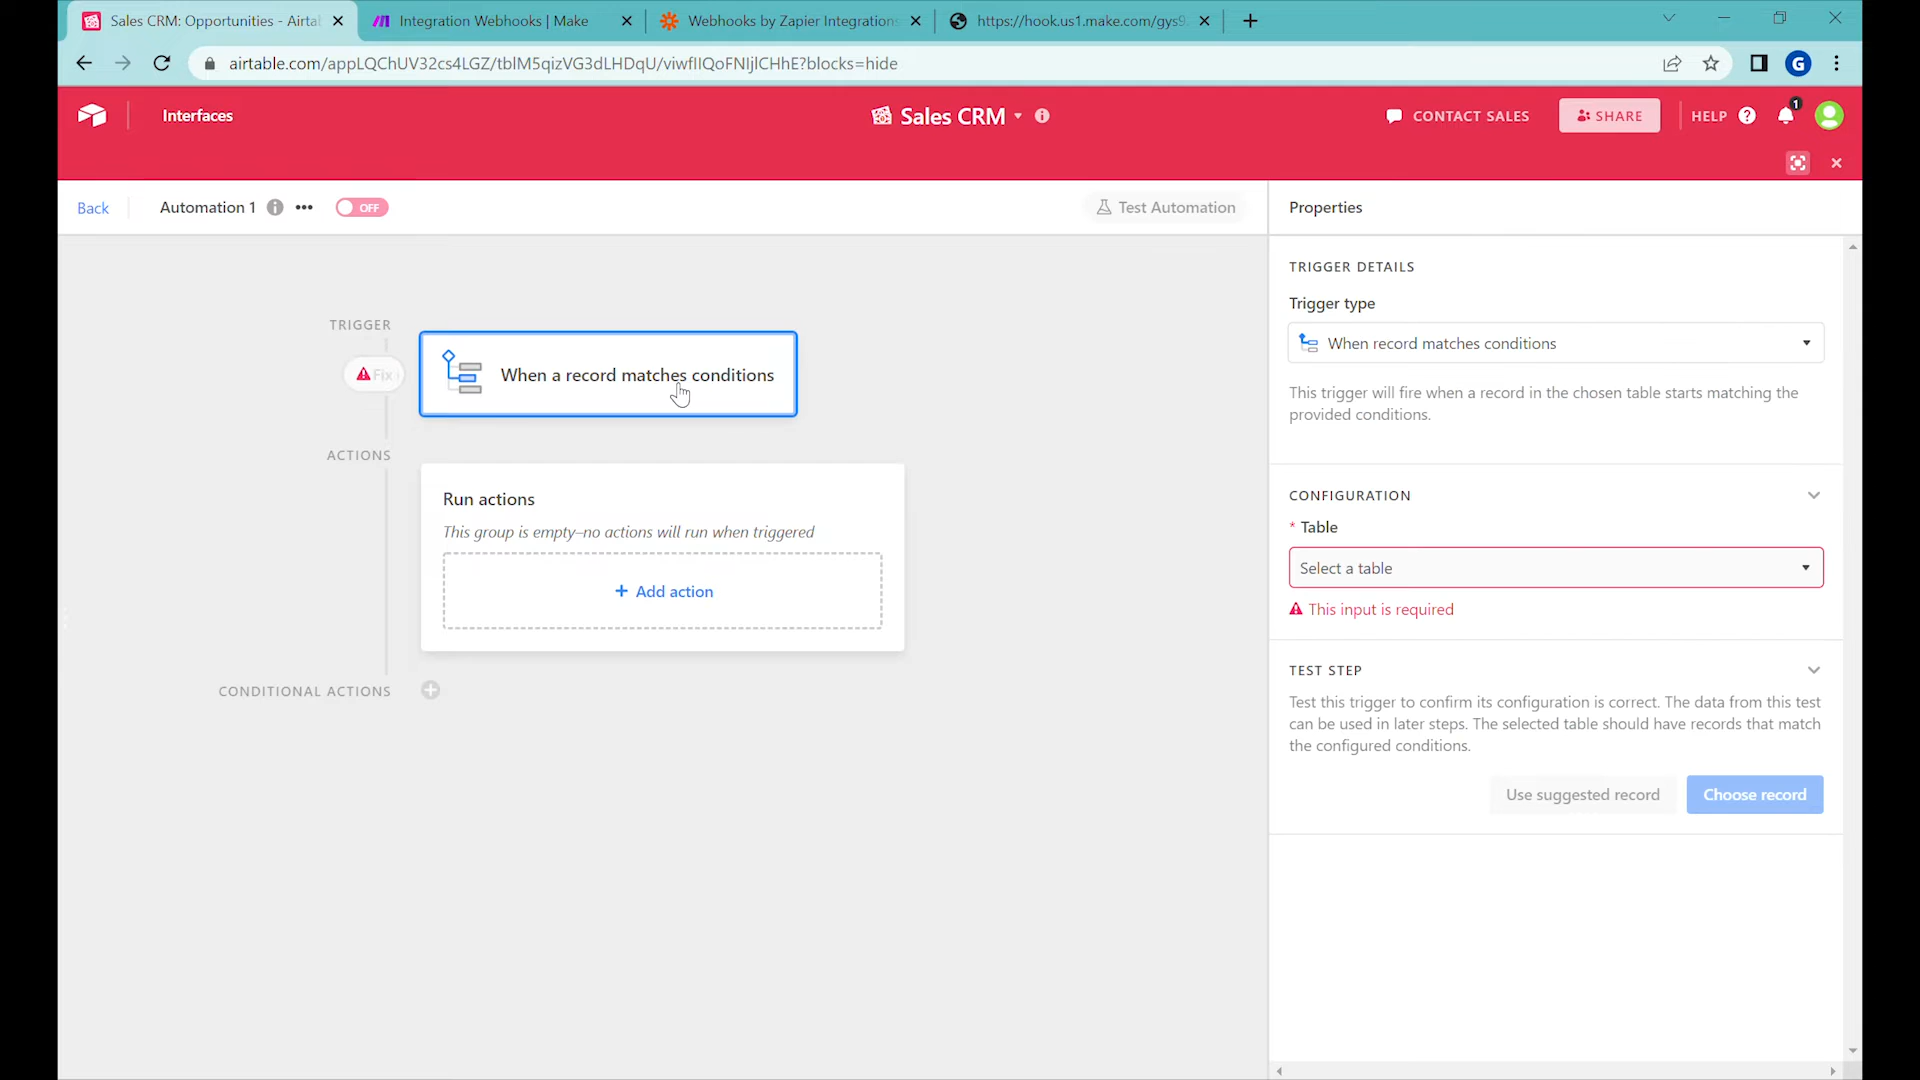 Sales CRM: Opportunities - Airtal
Integration Webhooks | Make
Webhooks by Zapier Integrations
https://hook.us1.make.com/gys9
airtable.com/appLQChUV32cs4LGZ/tblM5qizVG3dLHDqU/viwfIIQoFNIjlCHhE?blocks=hide
G
Interfaces
Sales CRM
CONTACT SALES
SHARE
HELP
1
Back
Automation 1
OFF
Test Automation
Properties
TRIGGER
Fix
When a record matches conditions
ACTIONS
Run actions
This group is empty–no actions will run when triggered
+ Add action
CONDITIONAL ACTIONS
TRIGGER DETAILS
Trigger type
When record matches conditions
This trigger will fire when a record in the chosen table starts matching the
provided conditions.
CONFIGURATION
* Table
Select a table
This input is required
TEST STEP
Test this trigger to confirm its configuration is correct. The data from this test
can be used in later steps. The selected table should have records that match
the configured conditions.
Use suggested record
Choose record